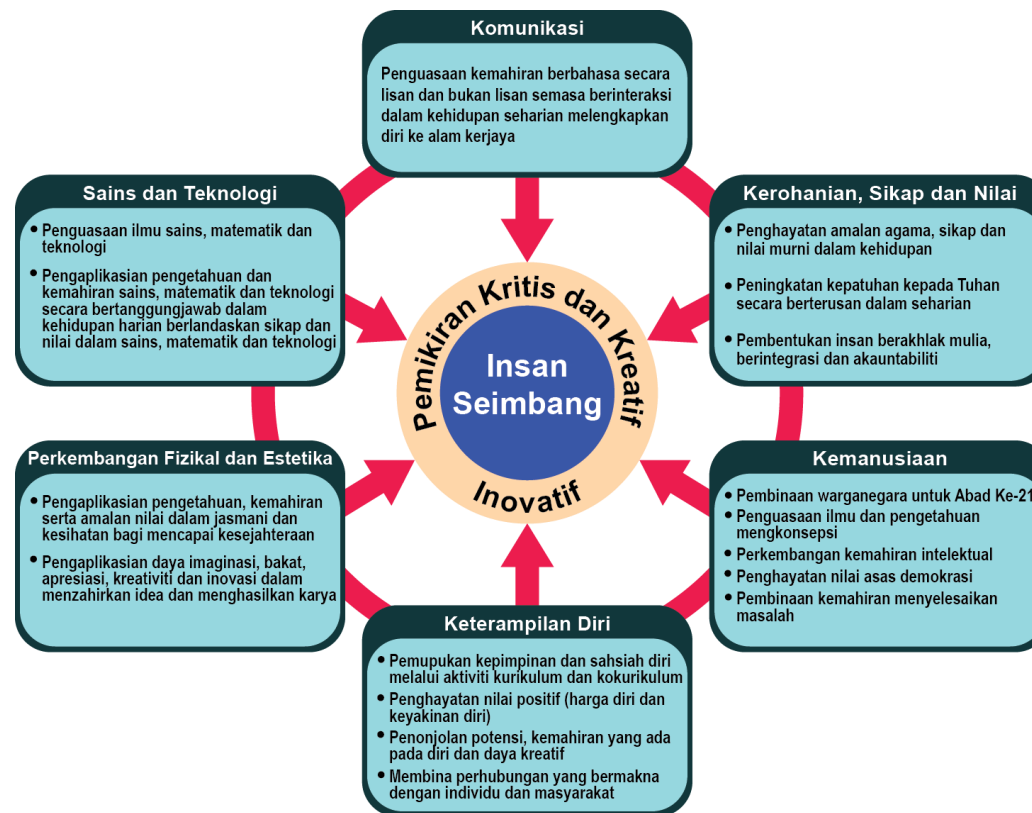 Komunikasi
Penguasaan kemahiran berbahasa secara
lisan dan bukan lisan semasa berinteraksi
dalam kehidupan seharian melengkapkan
diri ke alam kerjaya
Sains dan Teknologi
• Penguasaan ilmu sains, matematik dan
teknologi
• Pengaplikasian pengetahuan dan
kemahiran sains, matematik dan teknologi
secara bertanggungjawab dalam
kehidupan harian berlandaskan sikap dan
nilai dalam sains, matematik dan teknologi
Kerohanian, Sikap dan Nilai
• Penghayatan amalan agama, sikap dan
nilai murni dalam kehidupan
• Peningkatan kepatuhan kepada Tuhan
secara berterusan dalam seharian
• Pembentukan insan berakhlak mulia,
berintegrasi dan akauntabiliti
Pemikiran Kritis dan Kreatif
Insan
Seimbang
Inovatif
Perkembangan Fizikal dan Estetika
• Pengaplikasian pengetahuan, kemahiran
serta amalan nilai dalam jasmani dan
kesihatan bagi mencapai kesejahteraan
• Pengaplikasian daya imaginasi, bakat,
apresiasi, kreativiti dan inovasi dalam
menzahirkan idea dan menghasilkan karya
Kemanusiaan
• Pembinaan warganegara untuk Abad Ke-21
• Penguasaan ilmu dan pengetahuan
mengkonsepsi
• Perkembangan kemahiran intelektual
• Penghayatan nilai asas demokrasi
• Pembinaan kemahiran menyelesaikan
masalah
Keterampilan Diri
• Pemupukan kepimpinan dan sahsiah diri
melalui aktiviti kurikulum dan kokurikulum
• Penghayatan nilai positif (harga diri dan
keyakinan diri)
• Penonjolan potensi, kemahiran yang ada
pada diri dan daya kreatif
• Membina perhubungan yang bermakna
dengan individu dan masyarakat